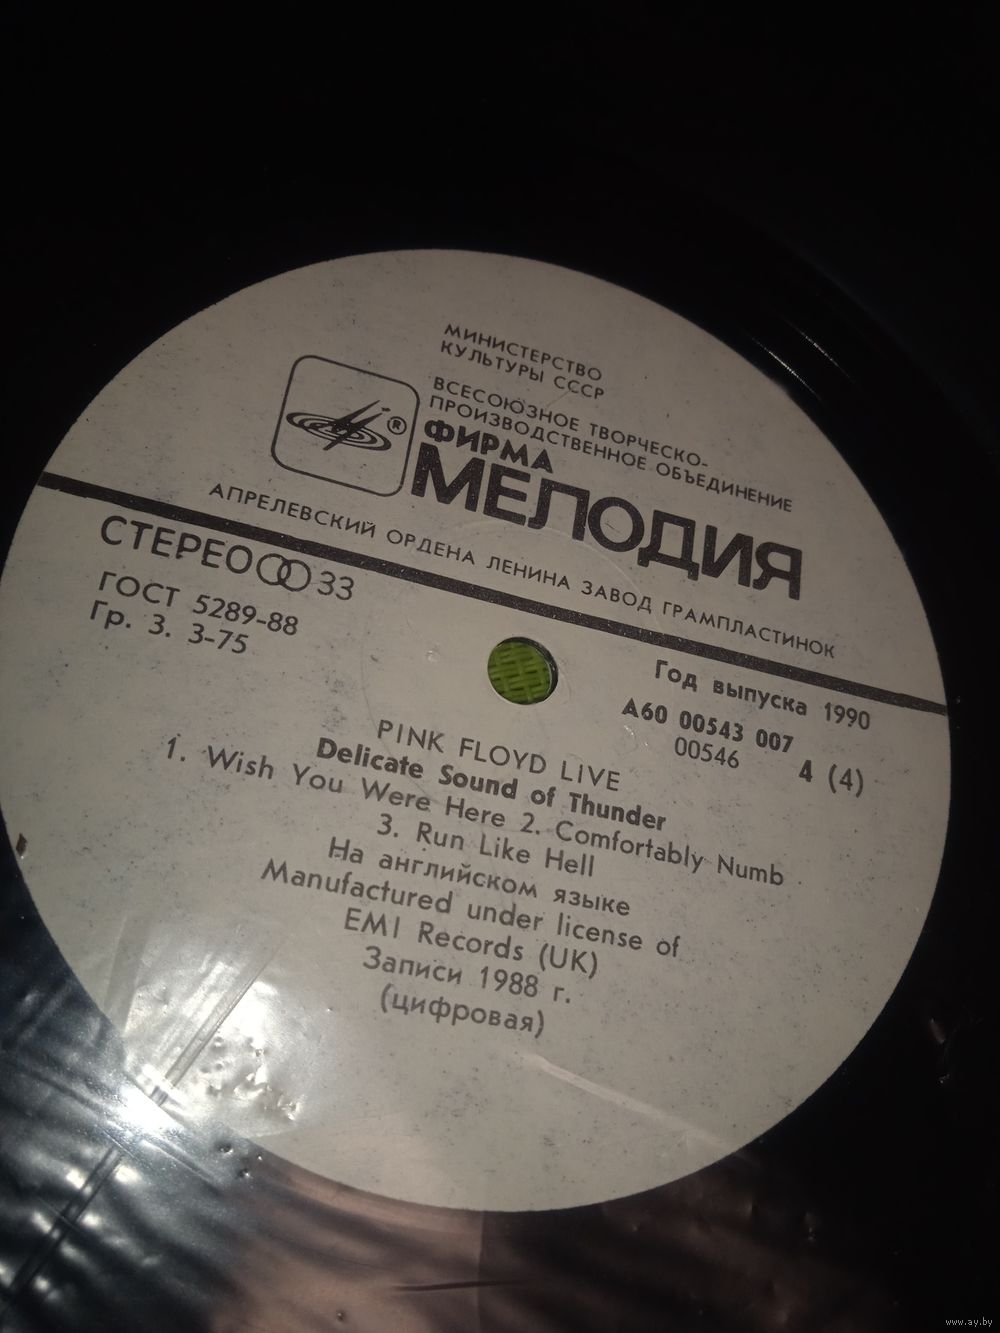 МИНИСТЕРСТВО
КУЛЬТУРЫ СССР
ВСЕСОЮЗНОЕ ТВОРЧЕСКО-
ПРОИЗВОДСТВЕННОЕ ОБЪЕДИНЕНИЕ
ФИРМА
МЕЛОДИЯ
®
АПРЕЛЕВСКИЙ ОРДЕНА ЛЕНИНА ЗАВОД ГРАМПЛАСТИНОК
СТЕРЕО 33
ГОСТ 5289-88
Гр. 3. 3-75
Год выпуска 1990
А60 00543 007
00546
4 (4)
PINK FLOYD LIVE
Delicate Sound of Thunder
1. Wish You Were Here 2. Comfortably Numb
3. Run Like Hell
На английском языке
Manufactured under license of
EMI Records (UK)
Записи 1988 г.
(цифровая)
www.ay.by